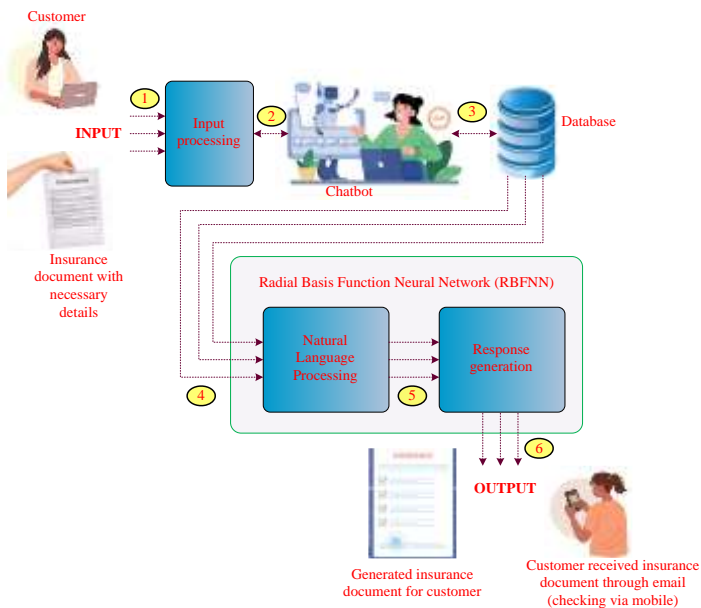 Customer
1
2
3
INPUT
Input
processing
Database
Chatbot
Insurance
document with
necessary
details
Radial Basis Function Neural Network (RBFNN)
Natural
Language
Processing
Response
generation
4
5
6
OUTPUT
Generated insurance
document for customer
Customer received insurance
document through email
(checking via mobile)